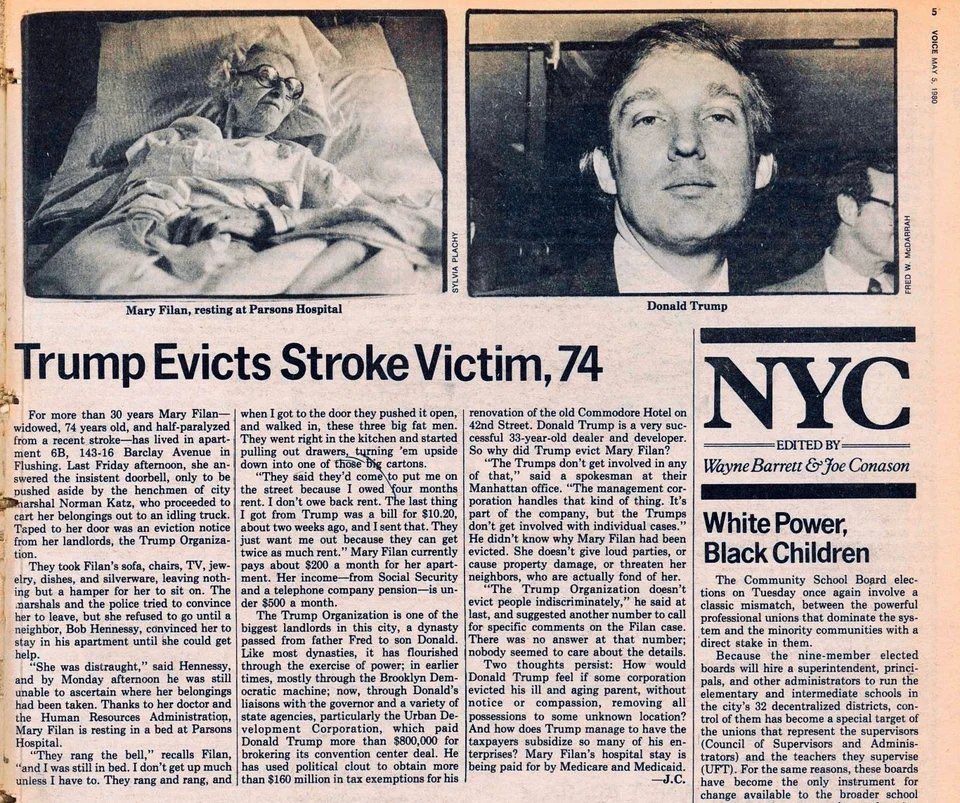 5
VOICE MAY 5, 1980
SYLVIA PLACHY
FRED W. McDARRAH
Mary Filan, resting at Parsons Hospital
Donald Trump
Trump Evicts Stroke Victim, 74
For more than 30 years Mary Filan—
widowed, 74 years old, and half-paralyzed
from a recent stroke—has lived in apart-
ment 6B, 143-16 Barclay Avenue in
Flushing. Last Friday afternoon, she an-
swered the insistent doorbell, only to be
pushed aside by the henchmen of city
marshal Norman Katz, who proceeded to
cart her belongings out to an idling truck.
Taped to her door was an eviction notice
from her landlords, the Trump Organiza-
tion.
They took Filan's sofa, chairs, TV, jew-
elry, dishes, and silverware, leaving noth-
ing but a hamper for her to sit on. The
marshals and the police tried to convince
her to leave, but she refused to go until a
neighbor, Bob Hennessy, convinced her to
stay in his apartment until she could get
help.
"She was distraught," said Hennessy,
and by Monday afternoon he was still
unable to ascertain where her belongings
had been taken. Thanks to her doctor and
the Human Resources Administration,
Mary Filan is resting in a bed at Parsons
Hospital.
"They rang the bell," recalls Filan,
"and I was still in bed. I don't get up much
unless I have to. They rang and rang, and
when I got to the door they pushed it open,
and walked in, these three big fat men.
They went right in the kitchen and started
pulling out drawers, turning 'em upside
down into one of those big cartons.
"They said they'd come to put me on
the street because I owed four months
rent. I don't owe back rent. The last thing
I got from Trump was a bill for $10.20,
about two weeks ago, and I sent that. They
just want me out because they can get
twice as much rent." Mary Filan currently
pays about $200 a month for her apart-
ment. Her income—from Social Security
and a telephone company pension—is un-
der $500 a month.
The Trump Organization is one of the
biggest landlords in this city, a dynasty
passed from father Fred to son Donald.
Like most dynasties, it has flourished
through the exercise of power; in earlier
times, mostly through the Brooklyn Dem-
ocratic machine; now, through Donald's
liaisons with the governor and a variety of
state agencies, particularly the Urban De-
velopment Corporation, which paid
Donald Trump more than $800,000 for
brokering its convention center deal. He
has used political clout to obtain more
than $160 million in tax exemptions for his
renovation of the old Commodore Hotel on
42nd Street. Donald Trump is a very suc-
cessful 33-year-old dealer and developer.
So why did Trump evict Mary Filan?
"The Trumps don't get involved in any
of that," said a spokesman at their
Manhattan office. "The management cor-
poration handles that kind of thing. It's
part of the company, but the Trumps
don't get involved with individual cases."
He didn't know why Mary Filan had been
evicted. She doesn't give loud parties, or
cause property damage, or threaten her
neighbors, who are actually fond of her.
"The Trump Organization doesn't
evict people indiscriminately," he said at
last, and suggested another number to call
for specific comments on the Filan case.
There was no answer at that number;
nobody seemed to care about the details.
Two thoughts persist: How would
Donald Trump feel if some corporation
evicted his ill and aging parent, without
notice or compassion, removing all
possessions to some unknown location?
And how does Trump manage to have the
taxpayers subsidize so many of his en-
terprises? Mary Filan's hospital stay is
being paid for by Medicare and Medicaid.
—J.C.
NYC
EDITED BY
Wayne Barrett & Joe Conason
White Power,
Black Children
The Community School Board elec-
tions on Tuesday once again involve a
classic mismatch, between the powerful
professional unions that dominate the sys-
tem and the minority communities with a
direct stake in them.
Because the nine-member elected
boards will hire a superintendent, princi-
pals, and other administrators to run the
elementary and intermediate schools in
the city's 32 decentralized districts, con-
trol of them has become a special target of
the unions that represent the supervisors
(Council of Supervisors and Adminis-
trators) and the teachers they supervise
(UFT). For the same reasons, these boards
have become the only instrument for
change available to the broader school